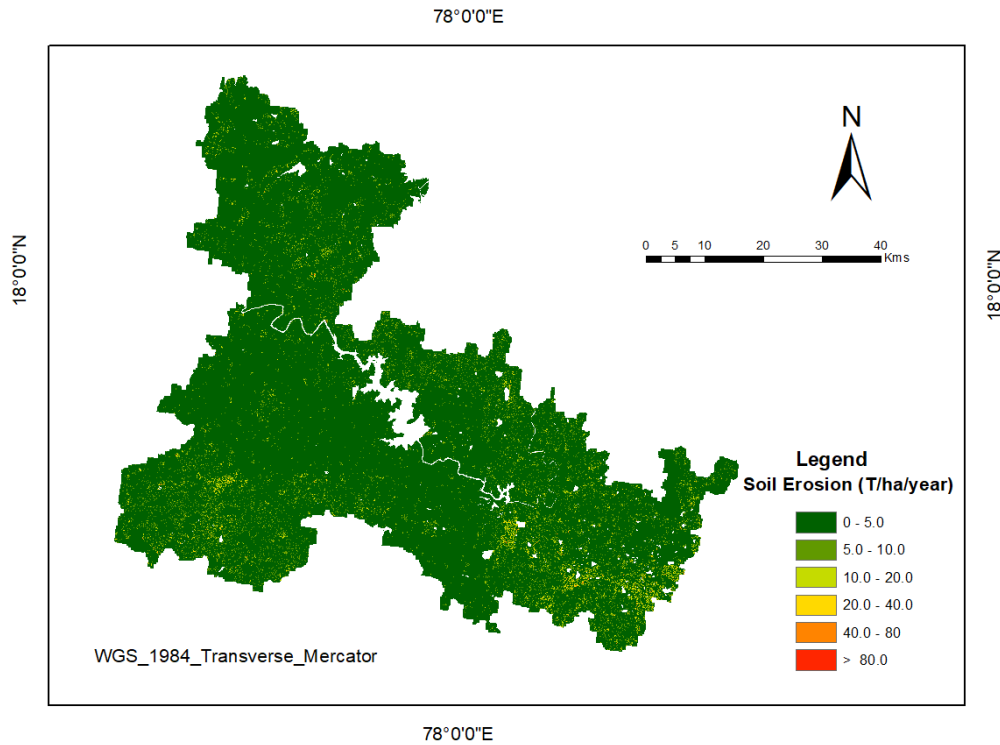 78°0'0"E
N
0 5 10 20 30 40
Kms
18°0'0"N
18°0'0"N
Legend
Soil Erosion (T/ha/year)
0 - 5.0
5.0 - 10.0
10.0 - 20.0
20.0 - 40.0
40.0 - 80
> 80.0
WGS_1984_Transverse_Mercator
78°0'0"E